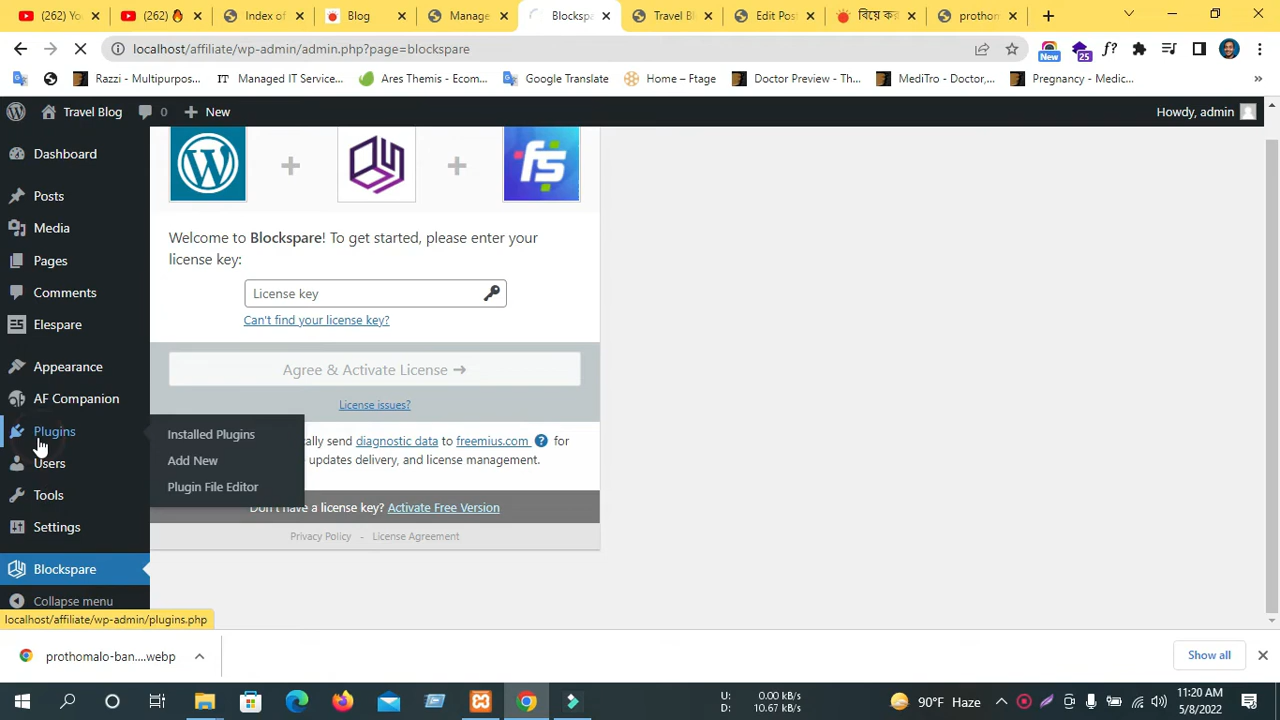 (262) Yo
(262)
Index of
Blog
Manage
Blockspa
Travel Bl
Edit Pos
বিয়ে কর
prothom
localhost/affiliate/wp-admin/admin.php?page=blockspare
New
25
f?
Razzi - Multipurpos...
IT
Managed IT Service...
Ares Themis - Ecom...
Google Translate
Home – Ftage
Doctor Preview - Th...
MediTro - Doctor,...
Pregnancy - Medic...
Travel Blog
0
New
Howdy, admin
Dashboard
Posts
Media
Pages
Comments
Elespare
Appearance
AF Companion
Plugins
Users
Tools
Settings
Blockspare
Collapse menu
Installed Plugins
Add New
Plugin File Editor
fs
Welcome to Blockspare! To get started, please enter your
license key:
License key
Can't find your license key?
Agree & Activate License ➜
License issues?
cally send diagnostic data to freemius.com ? for
updates delivery, and license management.
Don't have a license key? Activate Free Version
Privacy Policy - License Agreement
localhost/affiliate/wp-admin/plugins.php
prothomalo-ban....webp
Show all
U: 0.00 kB/s
D: 10.67 kB/s
90°F Haze
11:20 AM
5/8/2022